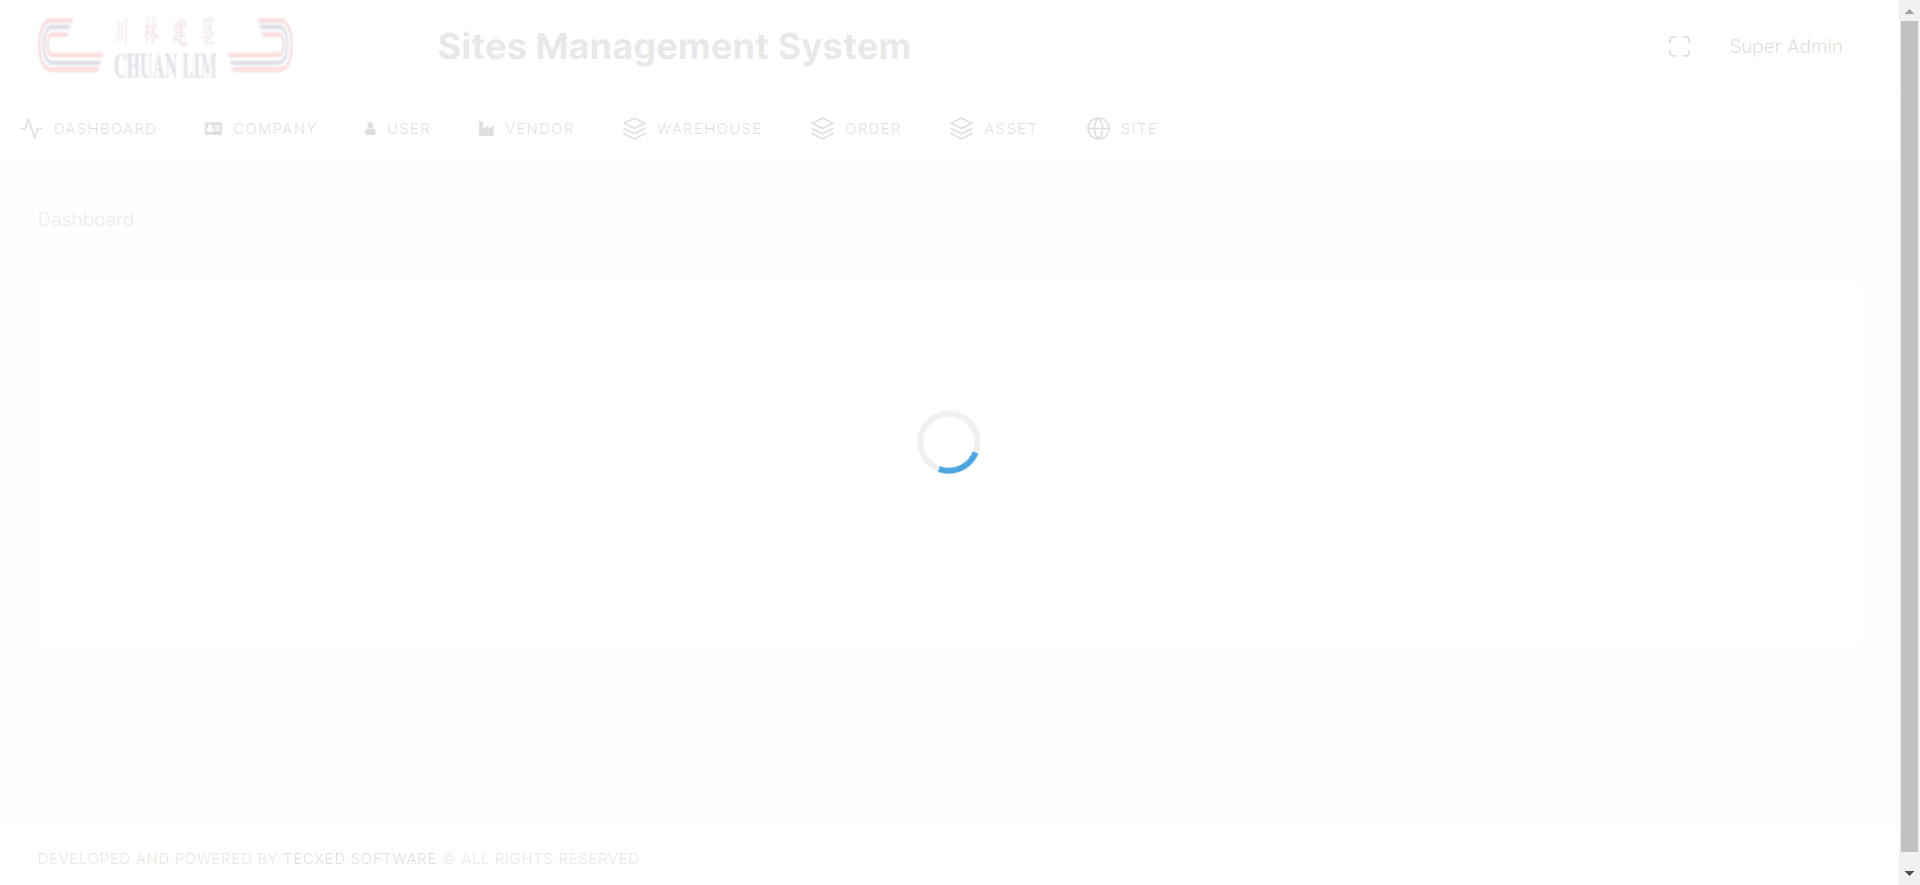 川林建築
CHUAN LIM
Sites Management System
Super Admin
DASHBOARD
COMPANY
USER
VENDOR
WAREHOUSE
ORDER
ASSET
SITE
Dashboard
DEVELOPED AND POWERED BY TECXED SOFTWARE © ALL RIGHTS RESERVED